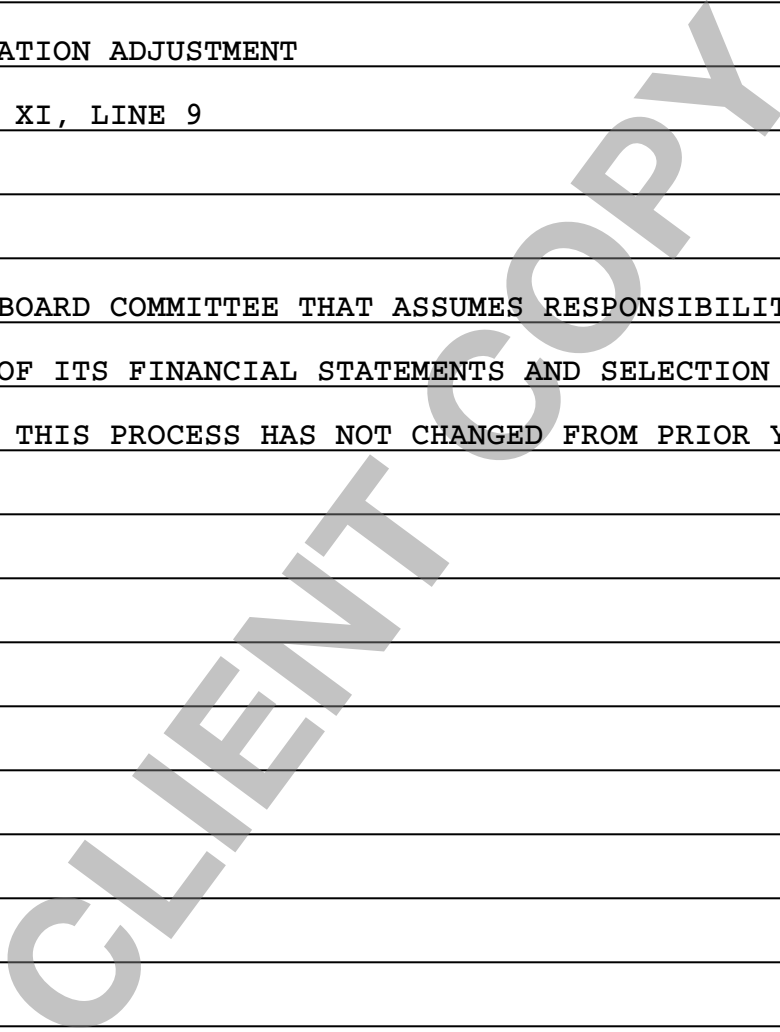 ATION ADJUSTMENT
XI, LINE 9
BOARD COMMITTEE THAT ASSUMES RESPONSIBILIT
OF ITS FINANCIAL STATEMENTS AND SELECTION
THIS PROCESS HAS NOT CHANGED FROM PRIOR Y
CLIENT COPY